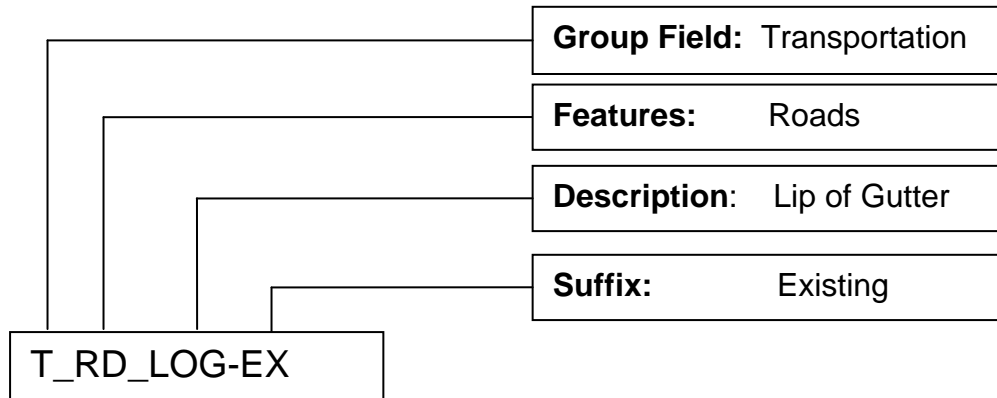 Group Field: Transportation
Features: Roads
Description: Lip of Gutter
Suffix: Existing
T_RD_LOG-EX